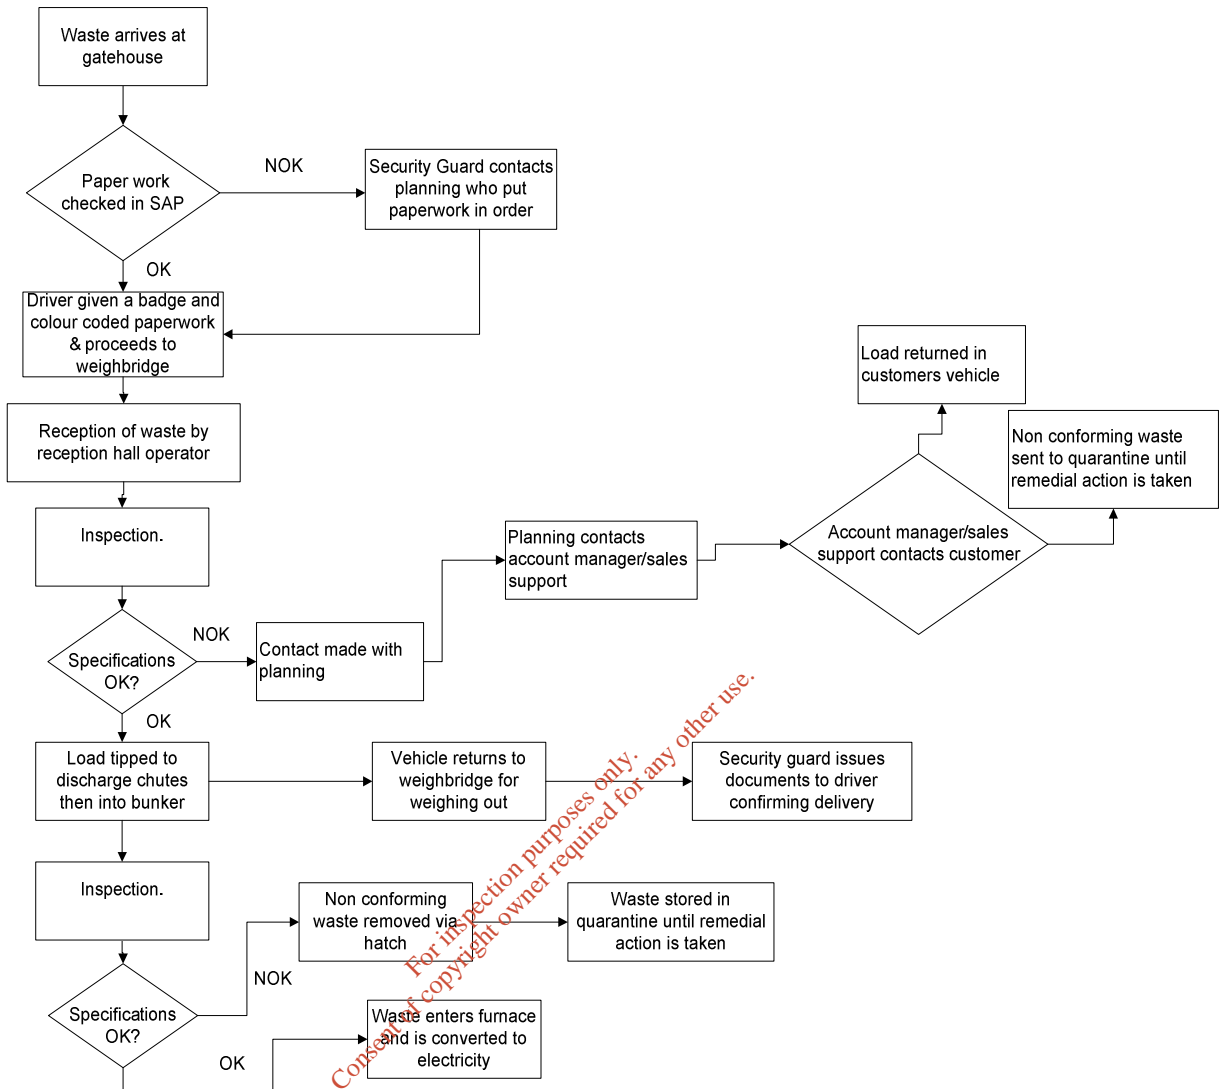 Waste arrives at
gatehouse
Paper work
checked in SAP
NOK
Security Guard contacts
planning who put
paperwork in order
OK
Driver given a badge and
colour coded paperwork
& proceeds to
weighbridge
Reception of waste by
reception hall operator
Inspection.
Specifications
OK?
NOK
Contact made with
planning
Planning contacts
account manager/sales
support
Account manager/sales
support contacts customer
Load returned in
customers vehicle
Non conforming waste
sent to quarantine until
remedial action is taken
OK
Load tipped to
discharge chutes
then into bunker
Vehicle returns to
weighbridge for
weighing out
Security guard issues
documents to driver
confirming delivery
Inspection.
Specifications
OK?
NOK
Non conforming
waste removed via
hatch
Waste stored in
quarantine until remedial
action is taken
OK
Waste enters furnace
and is converted to
electricity
For inspection purposes only.
Consent of copyright owner required for any other use.